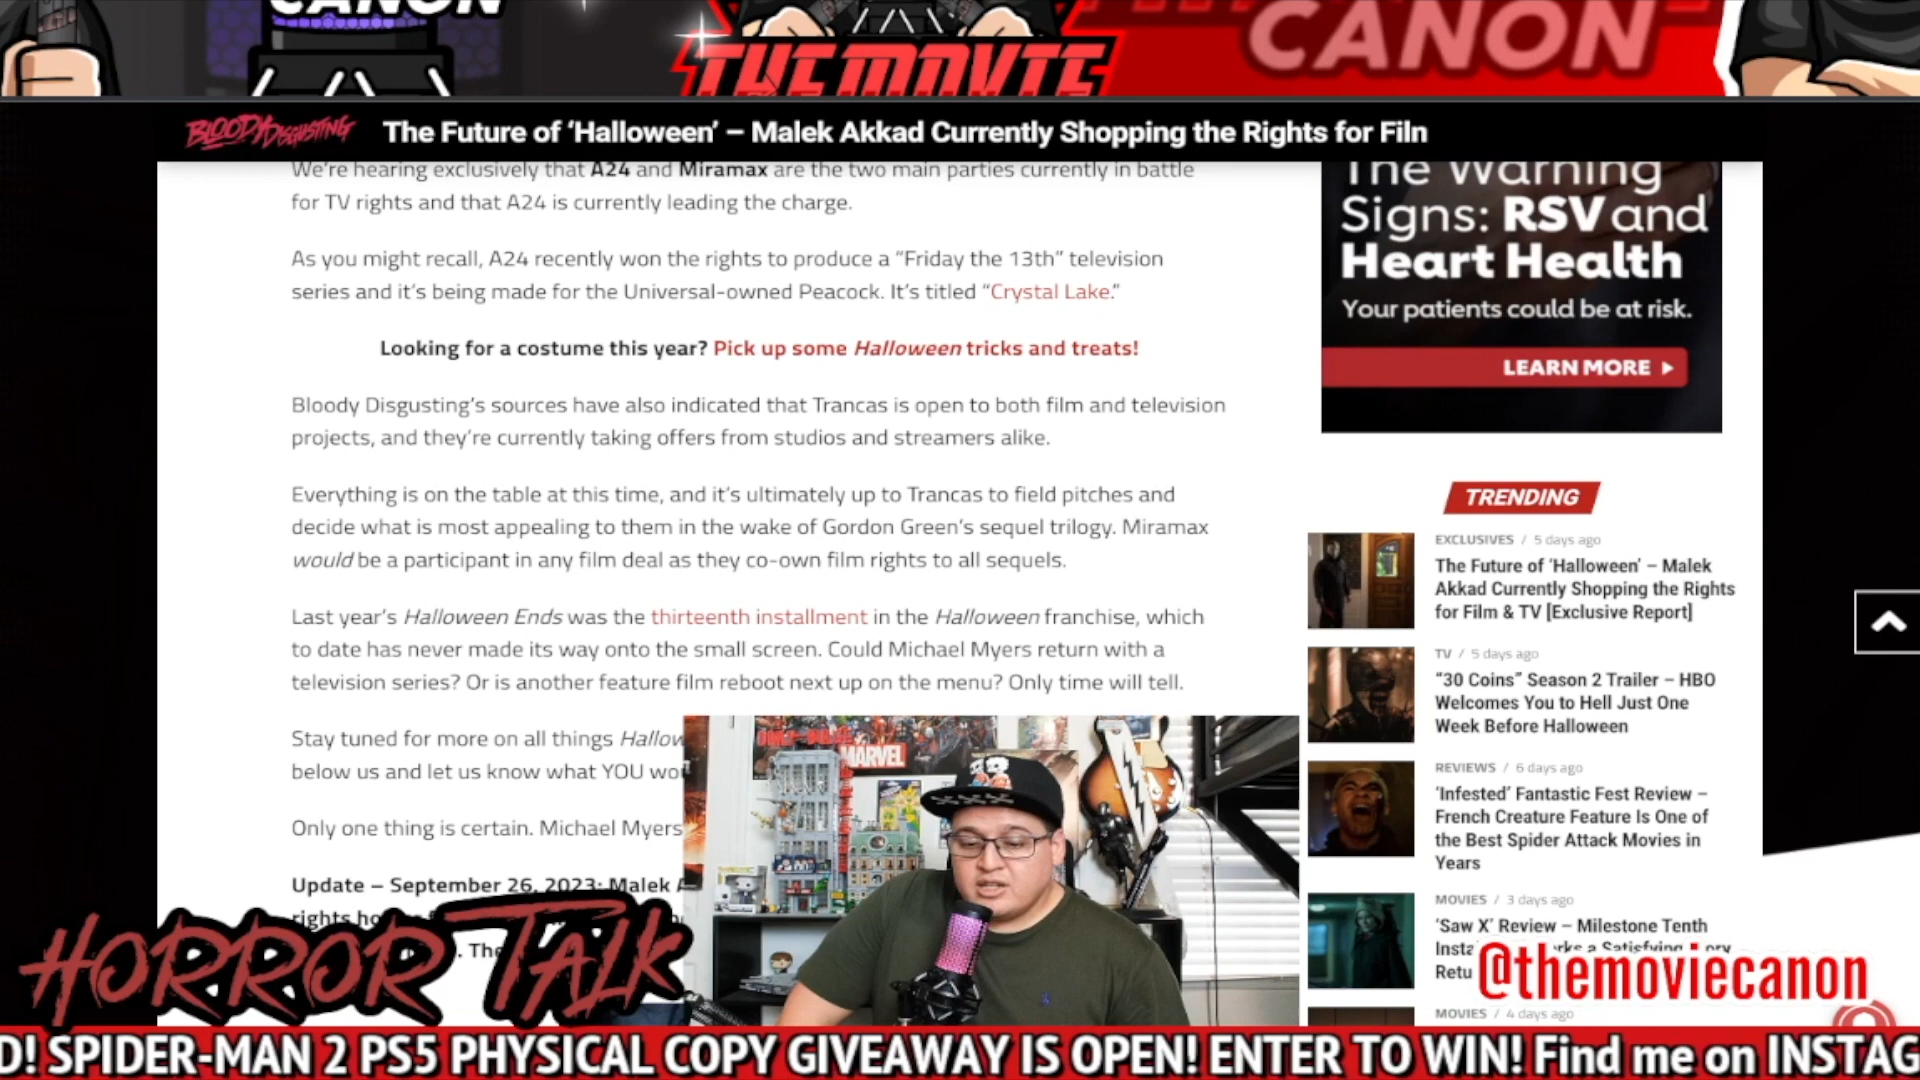 CANON
THE MOVIE
CANON
BLOODY DISGUSTING
The Future of ‘Halloween’ – Malek Akkad Currently Shopping the Rights for Film
We’re hearing exclusively that A24 and Miramax are the two main parties currently in battle
for TV rights and that A24 is currently leading the charge.
As you might recall, A24 recently won the rights to produce a “Friday the 13th” television
series and it’s being made for the Universal-owned Peacock. It’s titled “Crystal Lake.”
Looking for a costume this year? Pick up some Halloween tricks and treats!
Bloody Disgusting’s sources have also indicated that Trancas is open to both film and television
projects, and they’re currently taking offers from studios and streamers alike.
Everything is on the table at this time, and it’s ultimately up to Trancas to field pitches and
decide what is most appealing to them in the wake of Gordon Green’s sequel trilogy. Miramax
would be a participant in any film deal as they co-own film rights to all sequels.
Last year’s Halloween Ends was the thirteenth installment in the Halloween franchise, which
to date has never made its way onto the small screen. Could Michael Myers return with a
television series? Or is another feature film reboot next up on the menu? Only time will tell.
Stay tuned for more on all things Hallow
below us and let us know what YOU wou
Only one thing is certain. Michael Myers
Update – September 26, 2023: Malek A
rights ho
. The
The Warning
Signs: RSV and
Heart Health
Your patients could be at risk.
LEARN MORE
TRENDING
EXCLUSIVES / 5 days ago
The Future of ‘Halloween’ – Malek
Akkad Currently Shopping the Rights
for Film & TV [Exclusive Report]
TV / 5 days ago
“30 Coins” Season 2 Trailer – HBO
Welcomes You to Hell Just One
Week Before Halloween
REVIEWS / 6 days ago
‘Infested’ Fantastic Fest Review –
French Creature Feature Is One of
the Best Spider Attack Movies in
Years
MOVIES / 3 days ago
‘Saw X’ Review – Milestone Tenth
Insta rks a Satisfying ory
Retu
MOVIES / 4 days ago
MARVEL
HORROR TALK
@themoviecanon
D! SPIDER-MAN 2 PS5 PHYSICAL COPY GIVEAWAY IS OPEN! ENTER TO WIN! Find me on INSTAG